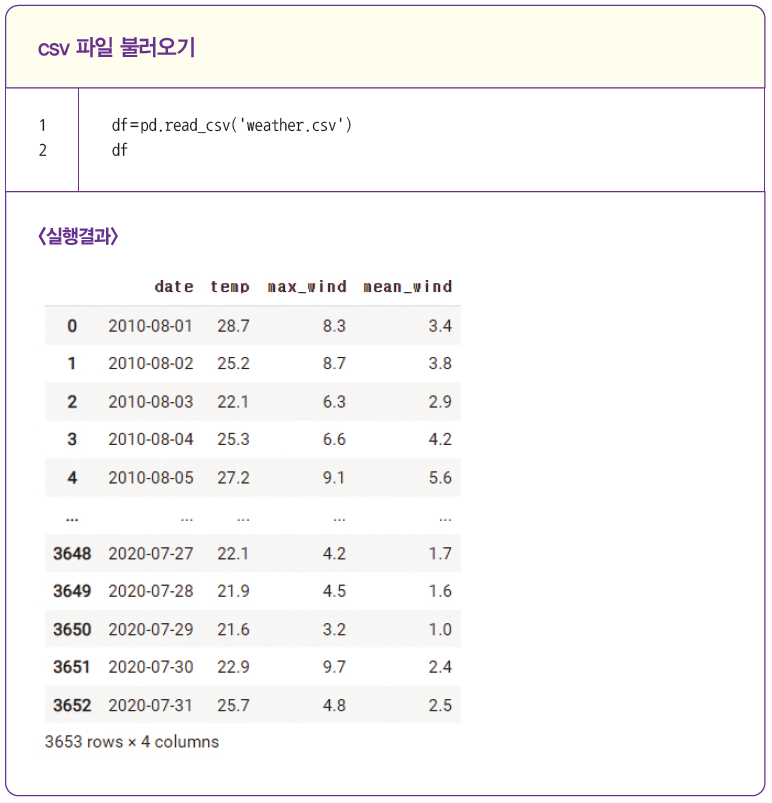 csv 파일 불러오기
1 df=pd.read_csv('weather.csv')
2 df
〈실행결과〉
date temp max_wind mean_wind
0 2010-08-01 28.7 8.3 3.4
1 2010-08-02 25.2 8.7 3.8
2 2010-08-03 22.1 6.3 2.9
3 2010-08-04 25.3 6.6 4.2
4 2010-08-05 27.2 9.1 5.6
... ... ... ... ...
3648 2020-07-27 22.1 4.2 1.7
3649 2020-07-28 21.9 4.5 1.6
3650 2020-07-29 21.6 3.2 1.0
3651 2020-07-30 22.9 9.7 2.4
3652 2020-07-31 25.7 4.8 2.5
3653 rows × 4 columns